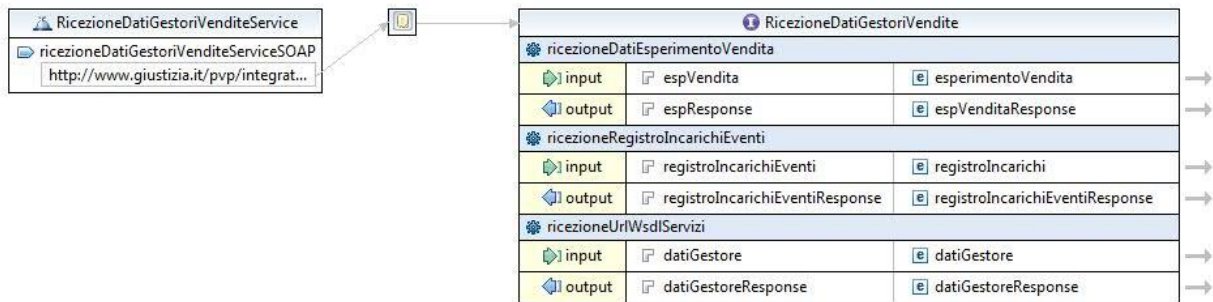 RicezioneDatiGestoriVenditeService
ricezioneDatiGestoriVenditeServiceSOAP
http://www.giustizia.it/pvp/integrat...
RicezioneDatiGestoriVendite
ricezioneDatiEsperimentoVendita
input espVendita esperimentoVendita
output espResponse espVenditaResponse
ricezioneRegistroIncarichiEventi
input registroIncarichiEventi registroIncarichi
output registroIncarichiEventiResponse registroIncarichiEventiResponse
ricezioneUrlWsdlServizi
input datiGestore datiGestore
output datiGestoreResponse datiGestoreResponse